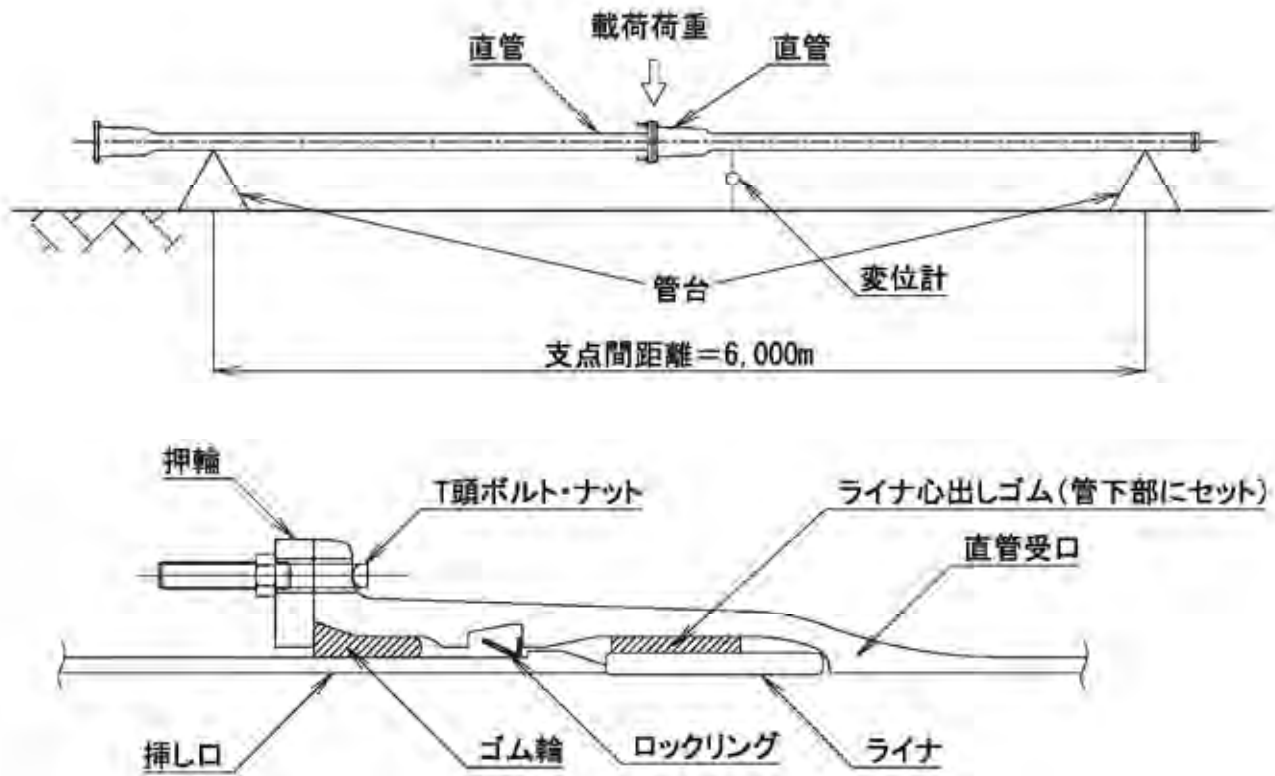 載荷荷重
直管
直管
変位計
管台
支点間距離=6,000m
押輪
T頭ボルト・ナット
ライナ心出しゴム(管下部にセット)
直管受口
挿し口
ゴム輪
ロックリング
ライナ